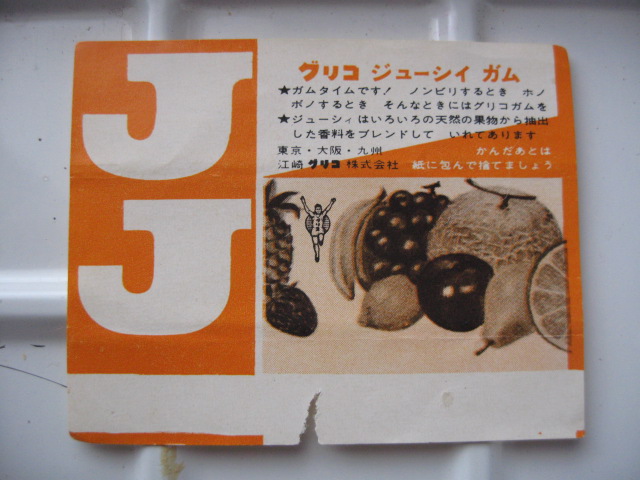 J
J
グリコ ジューシィ ガム
★ガムタイムです! ノンビリするとき ホノ
ボノするとき そんなときにはグリコガムを
★ジューシィはいろいろの天然の果物から抽出
した香料をブレンドして いれてあります
東京・大阪・九州
江崎グリコ株式会社
かんだあとは
紙に包んで捨てましょう